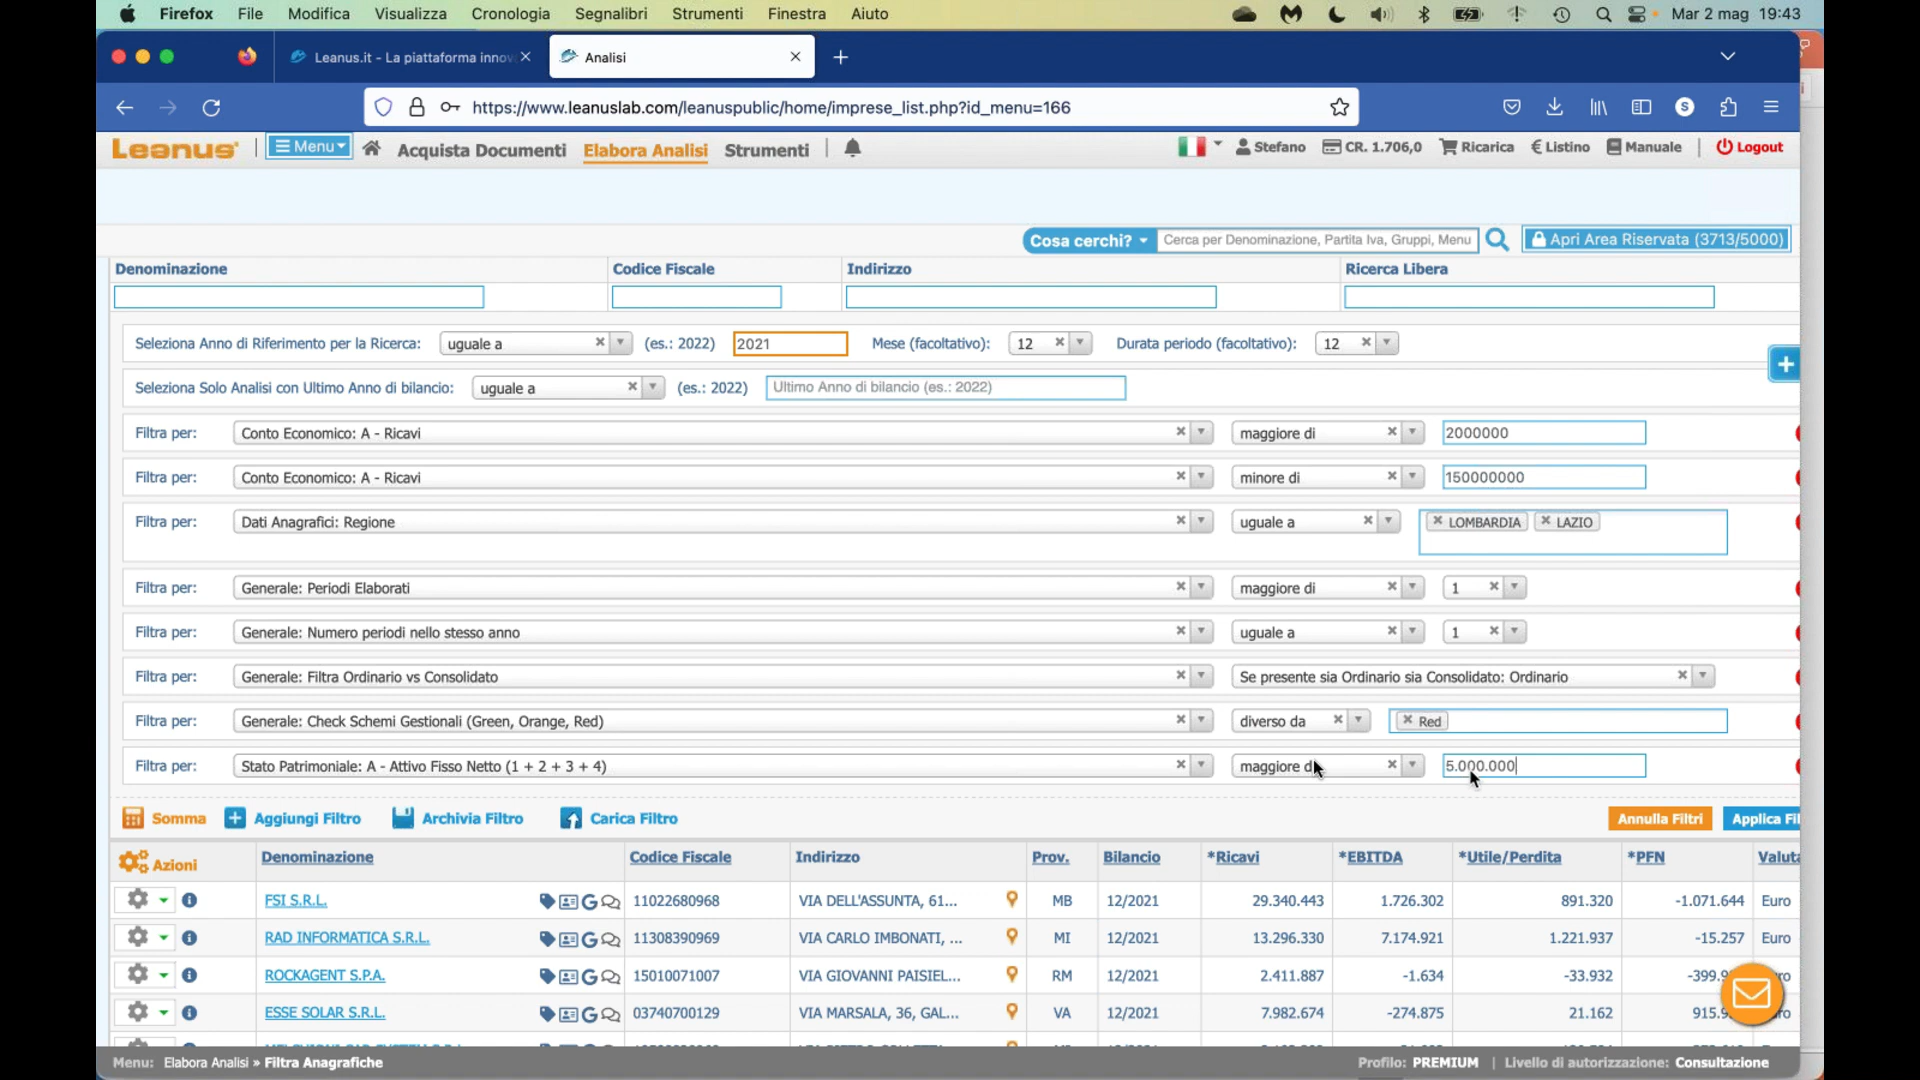 Firefox File Modifica Visualizza Cronologia Segnalibri Strumenti Finestra Aiuto Mar 2 mag 19:43
Leanus.it - La piattaforma innov Analisi
https://www.leanuslab.com/leanuspublic/home/imprese_list.php?id_menu=166 S
Leanus Menu Acquista Documenti Elabora Analisi Strumenti Stefano CR. 1.706,0 Ricarica € Listino Manuale Logout
Cosa cerchi? Cerca per Denominazione, Partita Iva, Gruppi, Menu Apri Area Riservata (3713/5000)
Denominazione Codice Fiscale Indirizzo Ricerca Libera
Seleziona Anno di Riferimento per la Ricerca: uguale a (es.: 2022) 2021 Mese (facoltativo): 12 Durata periodo (facoltativo): 12
Seleziona Solo Analisi con Ultimo Anno di bilancio: uguale a (es.: 2022) Ultimo Anno di bilancio (es.: 2022)
Filtra per: Conto Economico: A - Ricavi maggiore di 2000000
Filtra per: Conto Economico: A - Ricavi minore di 150000000
Filtra per: Dati Anagrafici: Regione uguale a LOMBARDIA LAZIO
Filtra per: Generale: Periodi Elaborati maggiore di 1
Filtra per: Generale: Numero periodi nello stesso anno uguale a 1
Filtra per: Generale: Filtra Ordinario vs Consolidato Se presente sia Ordinario sia Consolidato: Ordinario
Filtra per: Generale: Check Schemi Gestionali (Green, Orange, Red) diverso da Red
Filtra per: Stato Patrimoniale: A - Attivo Fisso Netto (1 + 2 + 3 + 4) maggiore d 5.000.000
Somma Aggiungi Filtro Archivia Filtro Carica Filtro Annulla Filtri Applica Fil
Azioni Denominazione Codice Fiscale Indirizzo Prov. Bilancio *Ricavi *EBITDA *Utile/Perdita *PFN Valuta
FSI S.R.L. 11022680968 VIA DELL'ASSUNTA, 61... MB 12/2021 29.340.443 1.726.302 891.320 -1.071.644 Euro
RAD INFORMATICA S.R.L. 11308390969 VIA CARLO IMBONATI, ... MI 12/2021 13.296.330 7.174.921 1.221.937 -15.257 Euro
ROCKAGENT S.P.A. 15010071007 VIA GIOVANNI PAISIEL... RM 12/2021 2.411.887 -1.634 -33.932 -399.9 ro
ESSE SOLAR S.R.L. 03740700129 VIA MARSALA, 36, GAL... VA 12/2021 7.982.674 -274.875 21.162 915.9 ro
Menu: Elabora Analisi » Filtra Anagrafiche Profilo: PREMIUM | Livello di autorizzazione: Consultazione